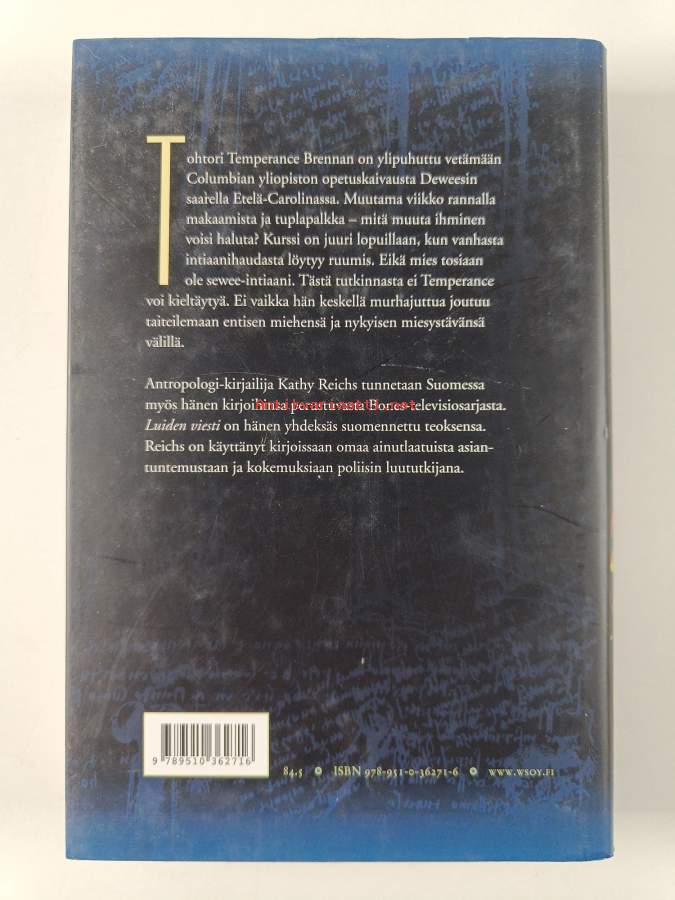 Tohtori Temperance Brennan on ylipuhuttu vetämään
Columbian yliopiston opetuskaivausta Deweesin
saarella Etelä-Carolinassa. Muutama viikko rannalla
makaamista ja tuplapalkka – mitä muuta ihminen
voisi haluta? Kurssi on juuri lopuillaan, kun vanhasta
intiaanihaudasta löytyy ruumis. Eikä mies tosiaan
ole sewee-intiaani. Tästä tutkinnasta ei Temperance
voi kieltäytyä. Ei vaikka hän keskellä murhajuttua joutuu
taiteilemaan entisen miehensä ja nykyisen miesystävänsä
välillä.
Antropologi-kirjailija Kathy Reichs tunnetaan Suomessa
myös hänen kirjoihinsa perustuvasta Bones-televisiosarjasta.
Luiden viesti on hänen yhdeksäs suomennettu teoksensa.
Reichs on käyttänyt kirjoissaan omaa ainutlaatuista asian-
tuntemustaan ja kokemuksiaan poliisin luututkijana.
9 789510 362716
84.5 ISBN 978-951-0-36271-6 www.wsoy.fi